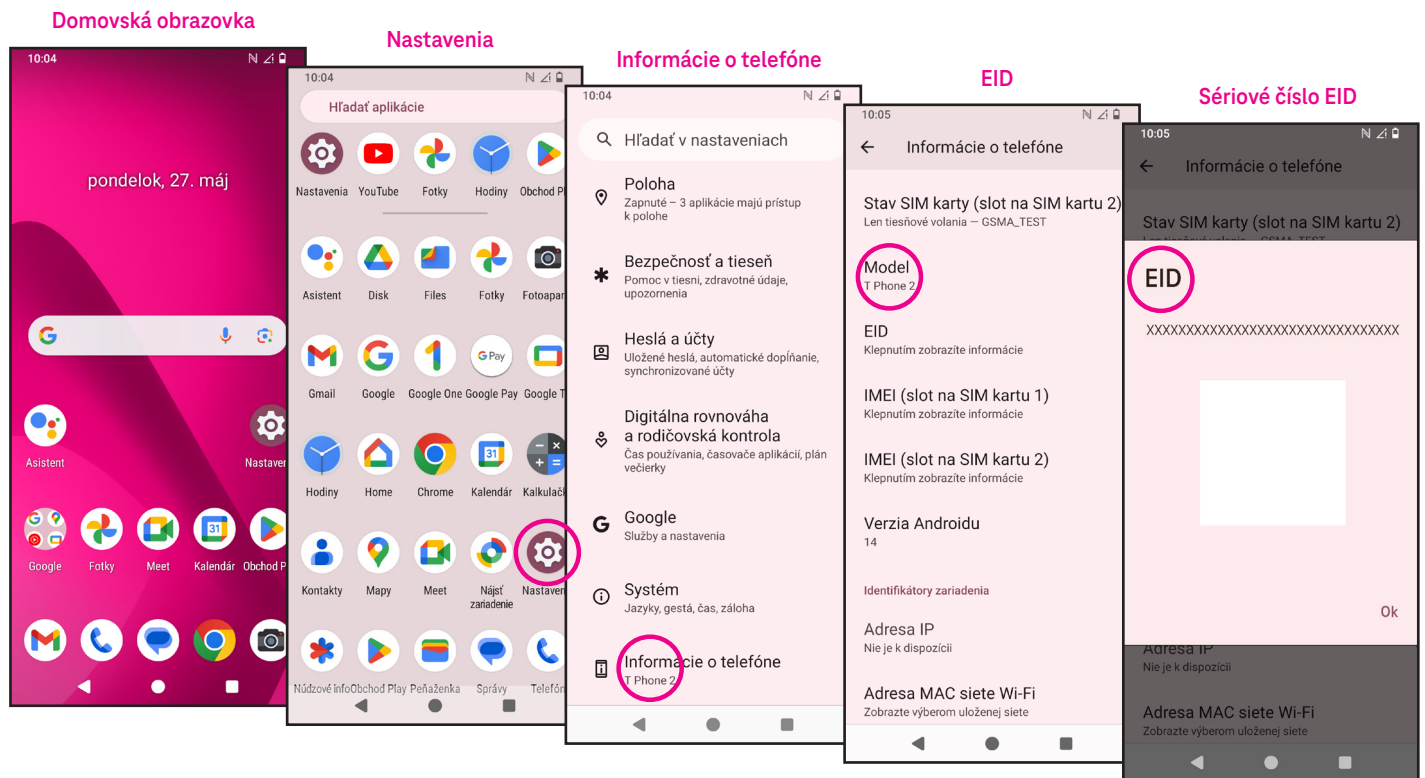 Domovská obrazovka
10:04
pondelok, 27. máj
Asistent
Google
Fotky
Meet
Kalendár
Nastavenia
10:04
Hľadať aplikácie
Nastavenia
YouTube
Fotky
Hodiny
Asistent
Disk
Files
Fotky
Gmail
Google
Google One
G Pay
Google Pay
Hodiny
Home
Chrome
31
Kalendár
Kontakty
Mapy
Meet
Nájsť
zariadenie
Núdzové info
Obchod Play
Peňaženka
Správy
Telefón
Informácie o telefóne
10:04
Hľadať v nastaveniach
Poloha
Zapnuté – 3 aplikácie majú prístup
k polohe
Bezpečnosť a tieseň
Pomoc v tiesni, zdravotné údaje,
upozornenia
Heslá a účty
Uložené heslá, automatické dopĺňanie,
synchronizované účty
Digitálna rovnováha
a rodičovská kontrola
Čas používania, časovače aplikácií, plán
večierky
Google
Služby a nastavenia
Systém
Jazyky, gestá, čas, záloha
Informácie o telefóne
T Phone 2
EID
10:05
Informácie o telefóne
Stav SIM karty (slot na SIM kartu 2)
Len tiesňové volania — GSMA_TEST
Model
T Phone 2
EID
Klepnutím zobrazíte informácie
IMEI (slot na SIM kartu 1)
Klepnutím zobrazíte informácie
IMEI (slot na SIM kartu 2)
Klepnutím zobrazíte informácie
Verzia Androidu
14
Identifikátory zariadenia
Adresa IP
Nie je k dispozícii
Adresa MAC siete Wi-Fi
Zobrazte výberom uloženej siete
Sériové číslo EID
10:05
Informácie o telefóne
Stav SIM karty (slot na SIM kartu 2)
EID
XXXXXXXXXXXXXXXXXXXXXXXXXXXXXXXX
Ok
Adresa IP
Nie je k dispozícii
Adresa MAC siete Wi-Fi
Zobrazte výberom uloženej siete